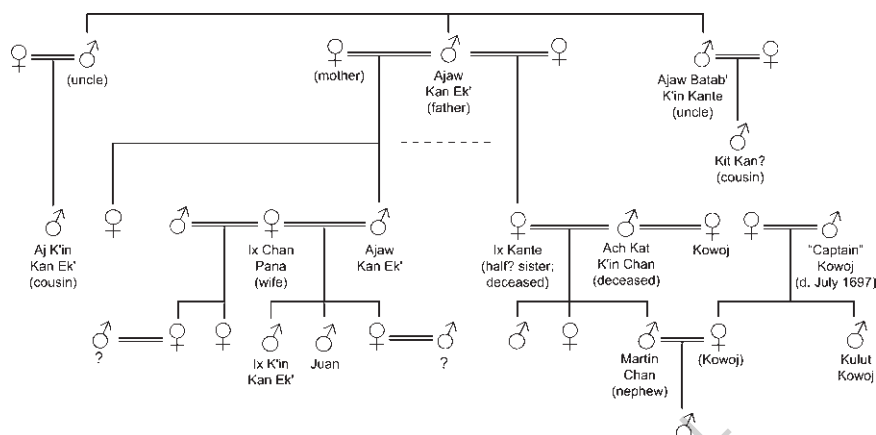 (uncle)
(mother)
Ajaw
Kan Ek'
(father)
Ajaw Batab'
K'in Kante
(uncle)
Kit Kan?
(cousin)
Aj K'in
Kan Ek'
(cousin)
Ix Chan
Pana
(wife)
Ajaw
Kan Ek'
Ix Kante
(half? sister;
deceased)
Ach Kat
K'in Chan
(deceased)
Kowoj
"Captain"
Kowoj
(d. July 1697)
?
Ix K'in
Kan Ek'
Juan
?
Martín
Chan
(nephew)
(Kowoj)
Kulut
Kowoj